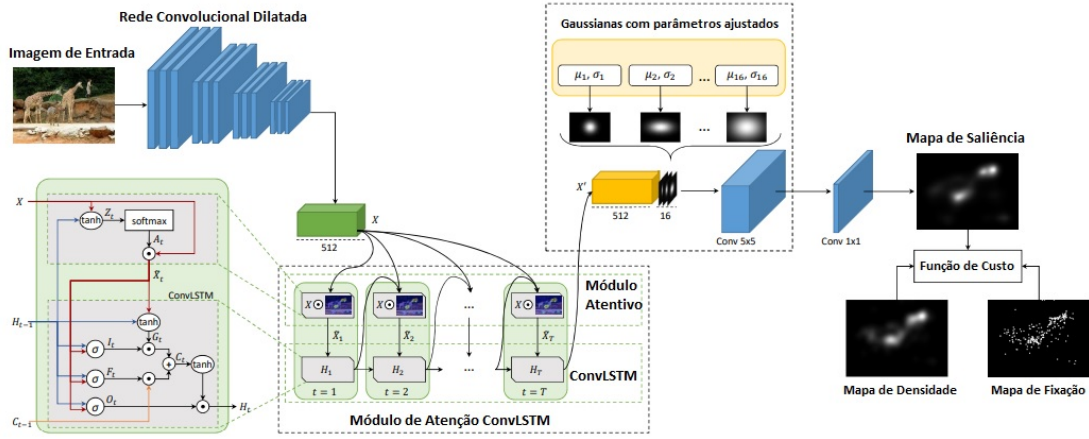 Rede Convolucional Dilatada
Imagem de Entrada
Gaussianas com parâmetros ajustados
μ₁, σ₁
μ₂, σ₂
...
μ₁₆, σ₁₆
...
X'
512
16
Conv 5x5
Conv 1x1
Mapa de Saliência
Função de Custo
Mapa de Densidade
Mapa de Fixação
X
512
X
tanh
Zₜ
softmax
Aₜ
X̃ₜ
ConvLSTM
Hₜ₋₁
tanh
Gₜ
σ
Iₜ
Cₜ
tanh
σ
Fₜ
σ
Oₜ
Hₜ
Cₜ₋₁
Módulo
Atentivo
X
X
...
X
X̃₁
X̃₂
X̃_T
H₁
H₂
...
H_T
ConvLSTM
t = 1
t = 2
t = T
Módulo de Atenção ConvLSTM